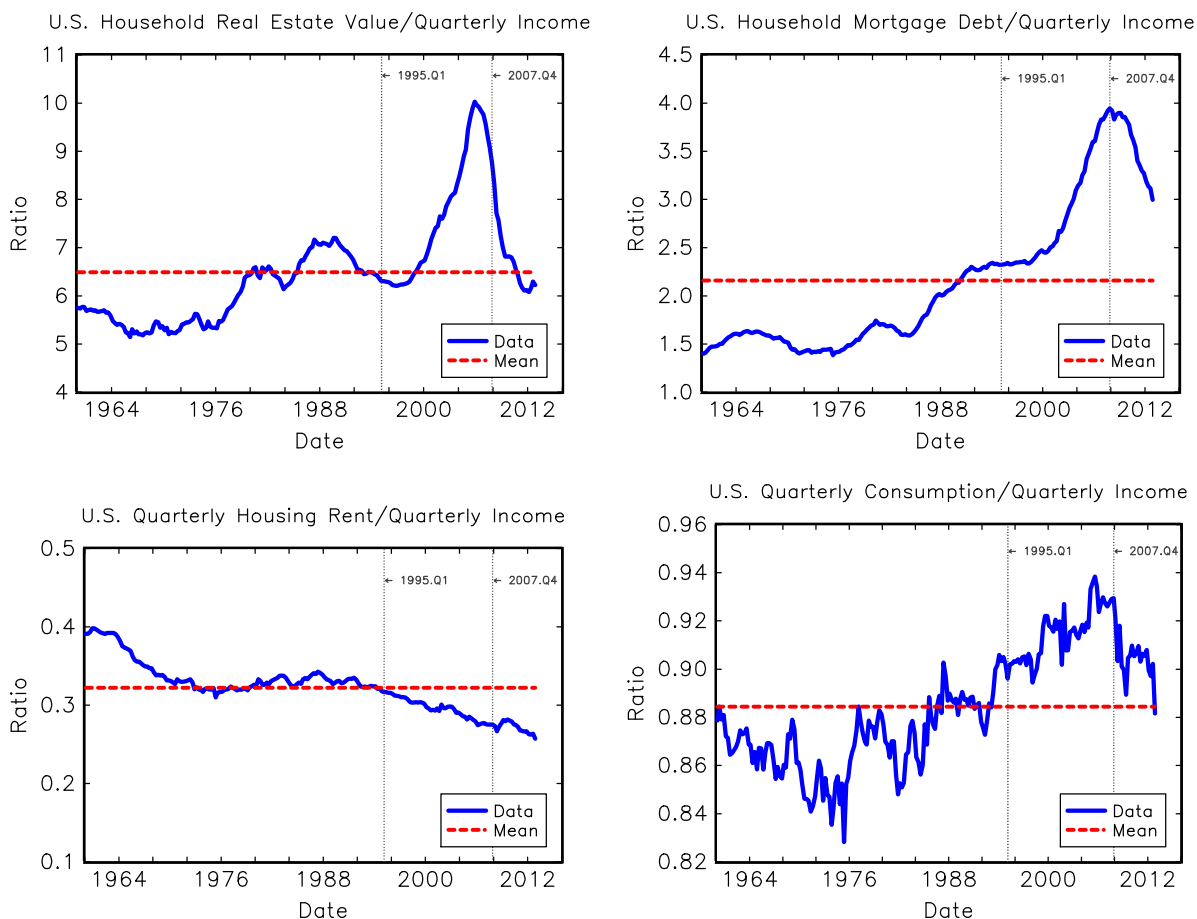 U.S. Household Real Estate Value/Quarterly Income
11
10
9
8
7
6
5
4
Ratio
← 1995.Q1
← 2007.Q4
Data
Mean
1964 1976 1988 2000 2012
Date
U.S. Household Mortgage Debt/Quarterly Income
4.5
4.0
3.5
3.0
2.5
2.0
1.5
1.0
Ratio
← 1995.Q1
← 2007.Q4
Data
Mean
1964 1976 1988 2000 2012
Date
U.S. Quarterly Housing Rent/Quarterly Income
0.5
0.4
0.3
0.2
0.1
Ratio
← 1995.Q1
← 2007.Q4
Data
Mean
1964 1976 1988 2000 2012
Date
U.S. Quarterly Consumption/Quarterly Income
0.96
0.94
0.92
0.90
0.88
0.86
0.84
0.82
Ratio
← 1995.Q1
← 2007.Q4
Data
Mean
1964 1976 1988 2000 2012
Date